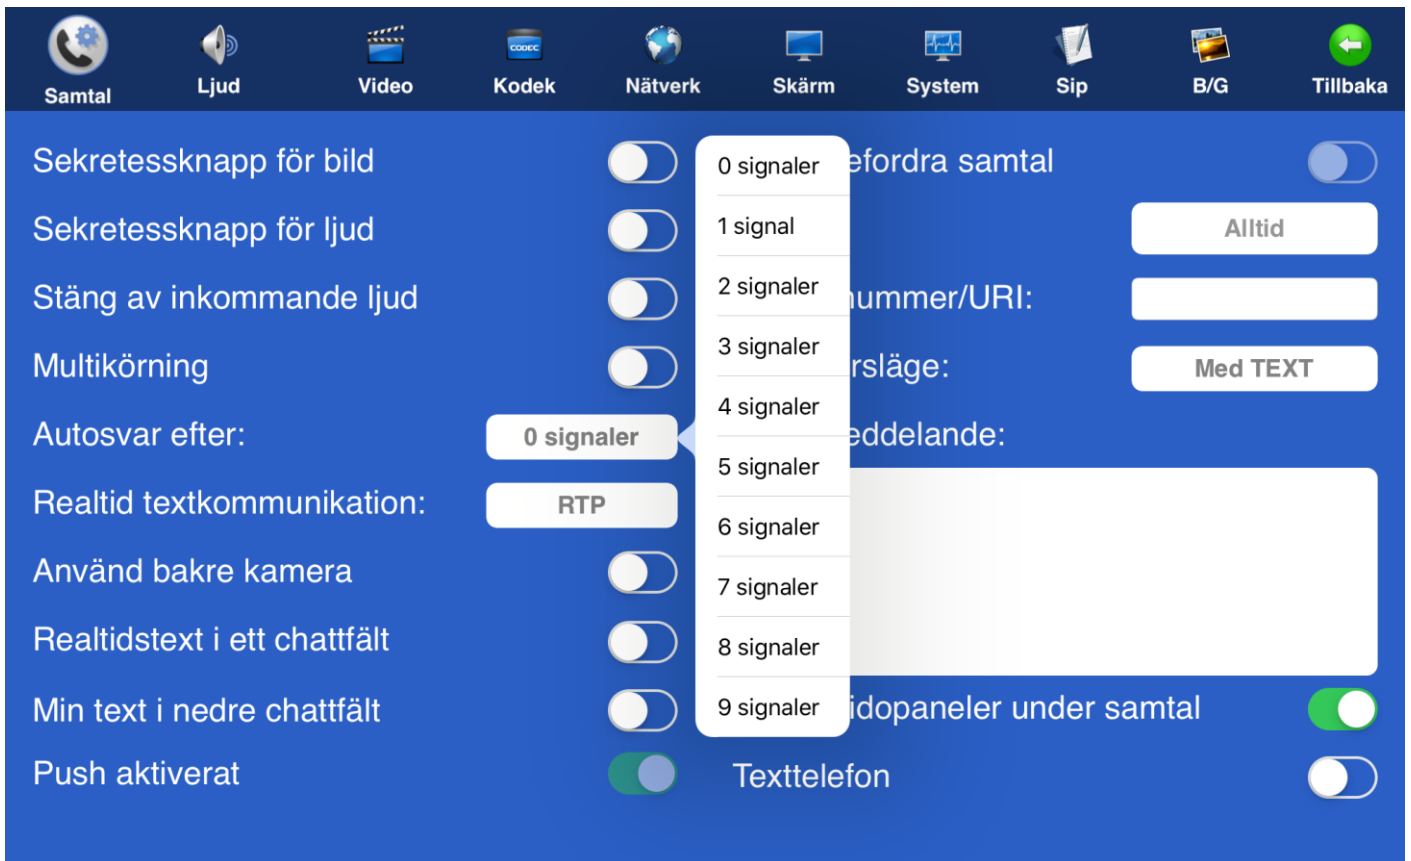 Samtal
Ljud
Video
CODEC
Kodek
Nätverk
Skärm
System
Sip
B/G
Tillbaka
Sekretessknapp för bild
Sekretessknapp för ljud
Stäng av inkommande ljud
Multikörning
Autosvar efter:
0 signaler
Realtid textkommunikation:
RTP
Använd bakre kamera
Realtidstext i ett chattfält
Min text i nedre chattfält
Push aktiverat
0 signaler
1 signal
2 signaler
3 signaler
4 signaler
5 signaler
6 signaler
7 signaler
8 signaler
9 signaler
efordra samtal
Alltid
nummer/URI:
rsläge:
Med TEXT
eddelande:
idopaneler under samtal
Texttelefon